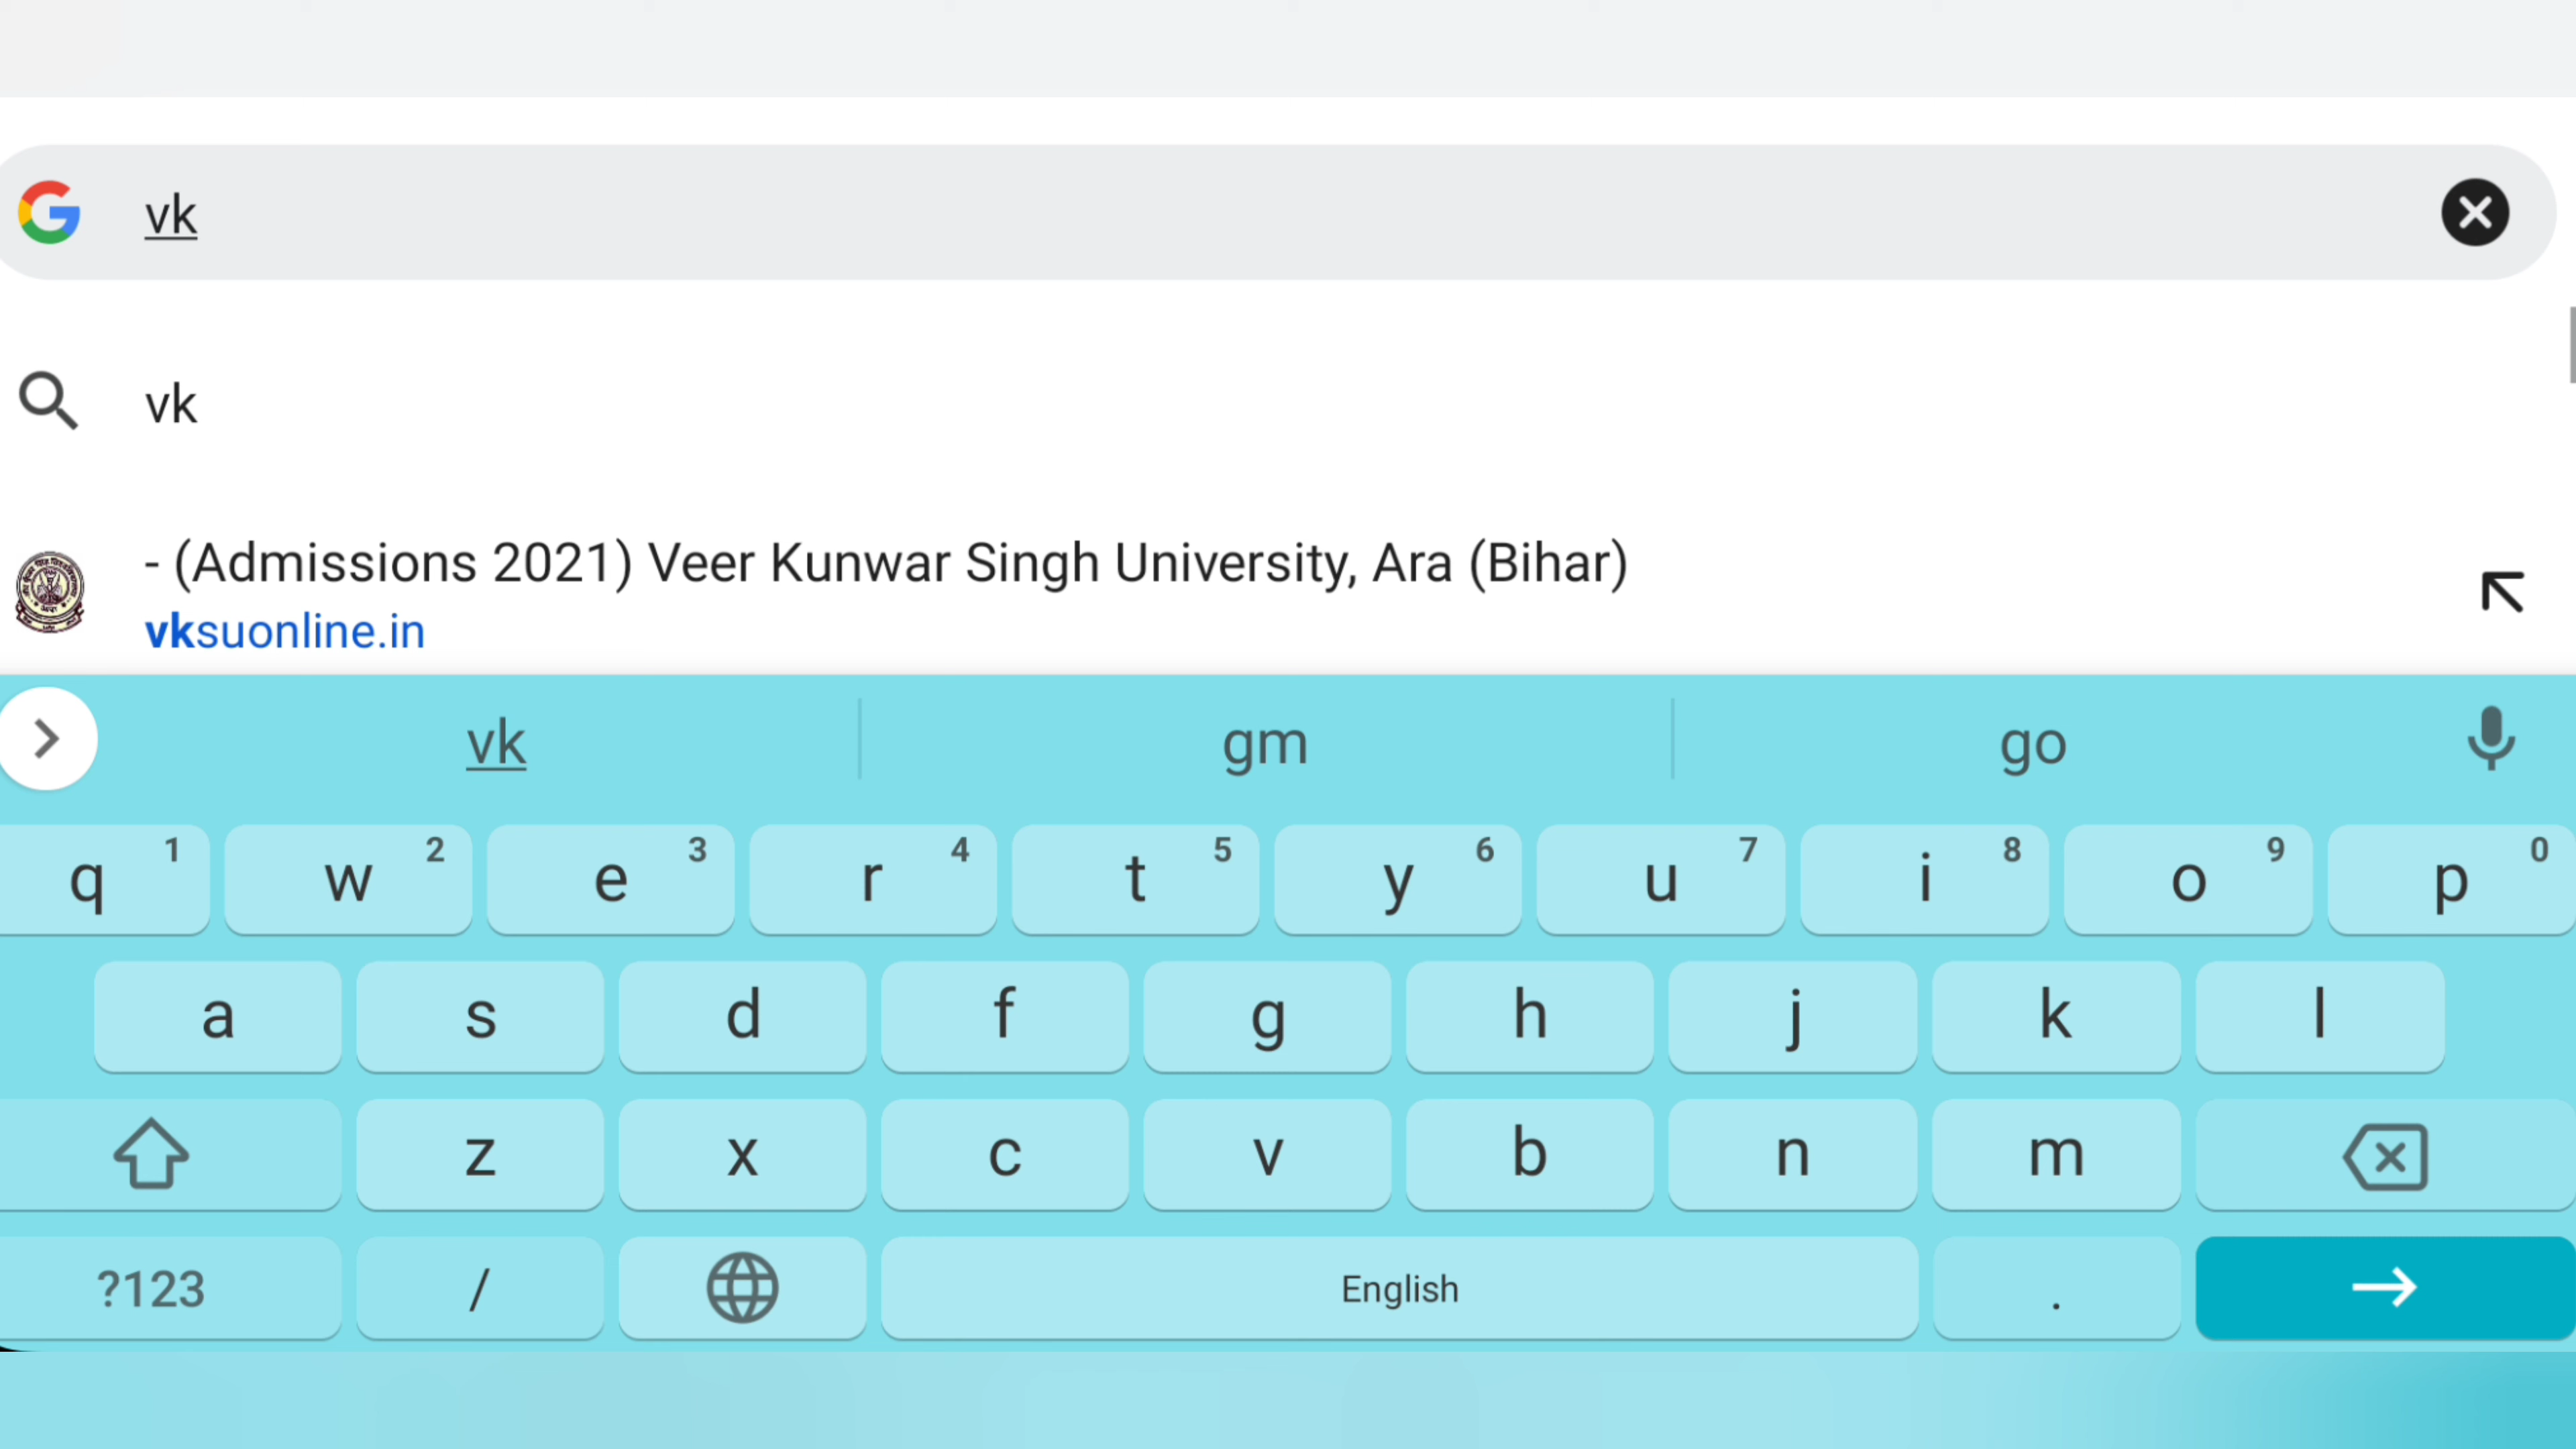 vk
vk
- (Admissions 2021) Veer Kunwar Singh University, Ara (Bihar)
vksuonline.in
vk gm go
q 1 w 2 e 3 r 4 t 5 y 6 u 7 i 8 o 9 p 0
a s d f g h j k l
z x c v b n m
?123 / English .